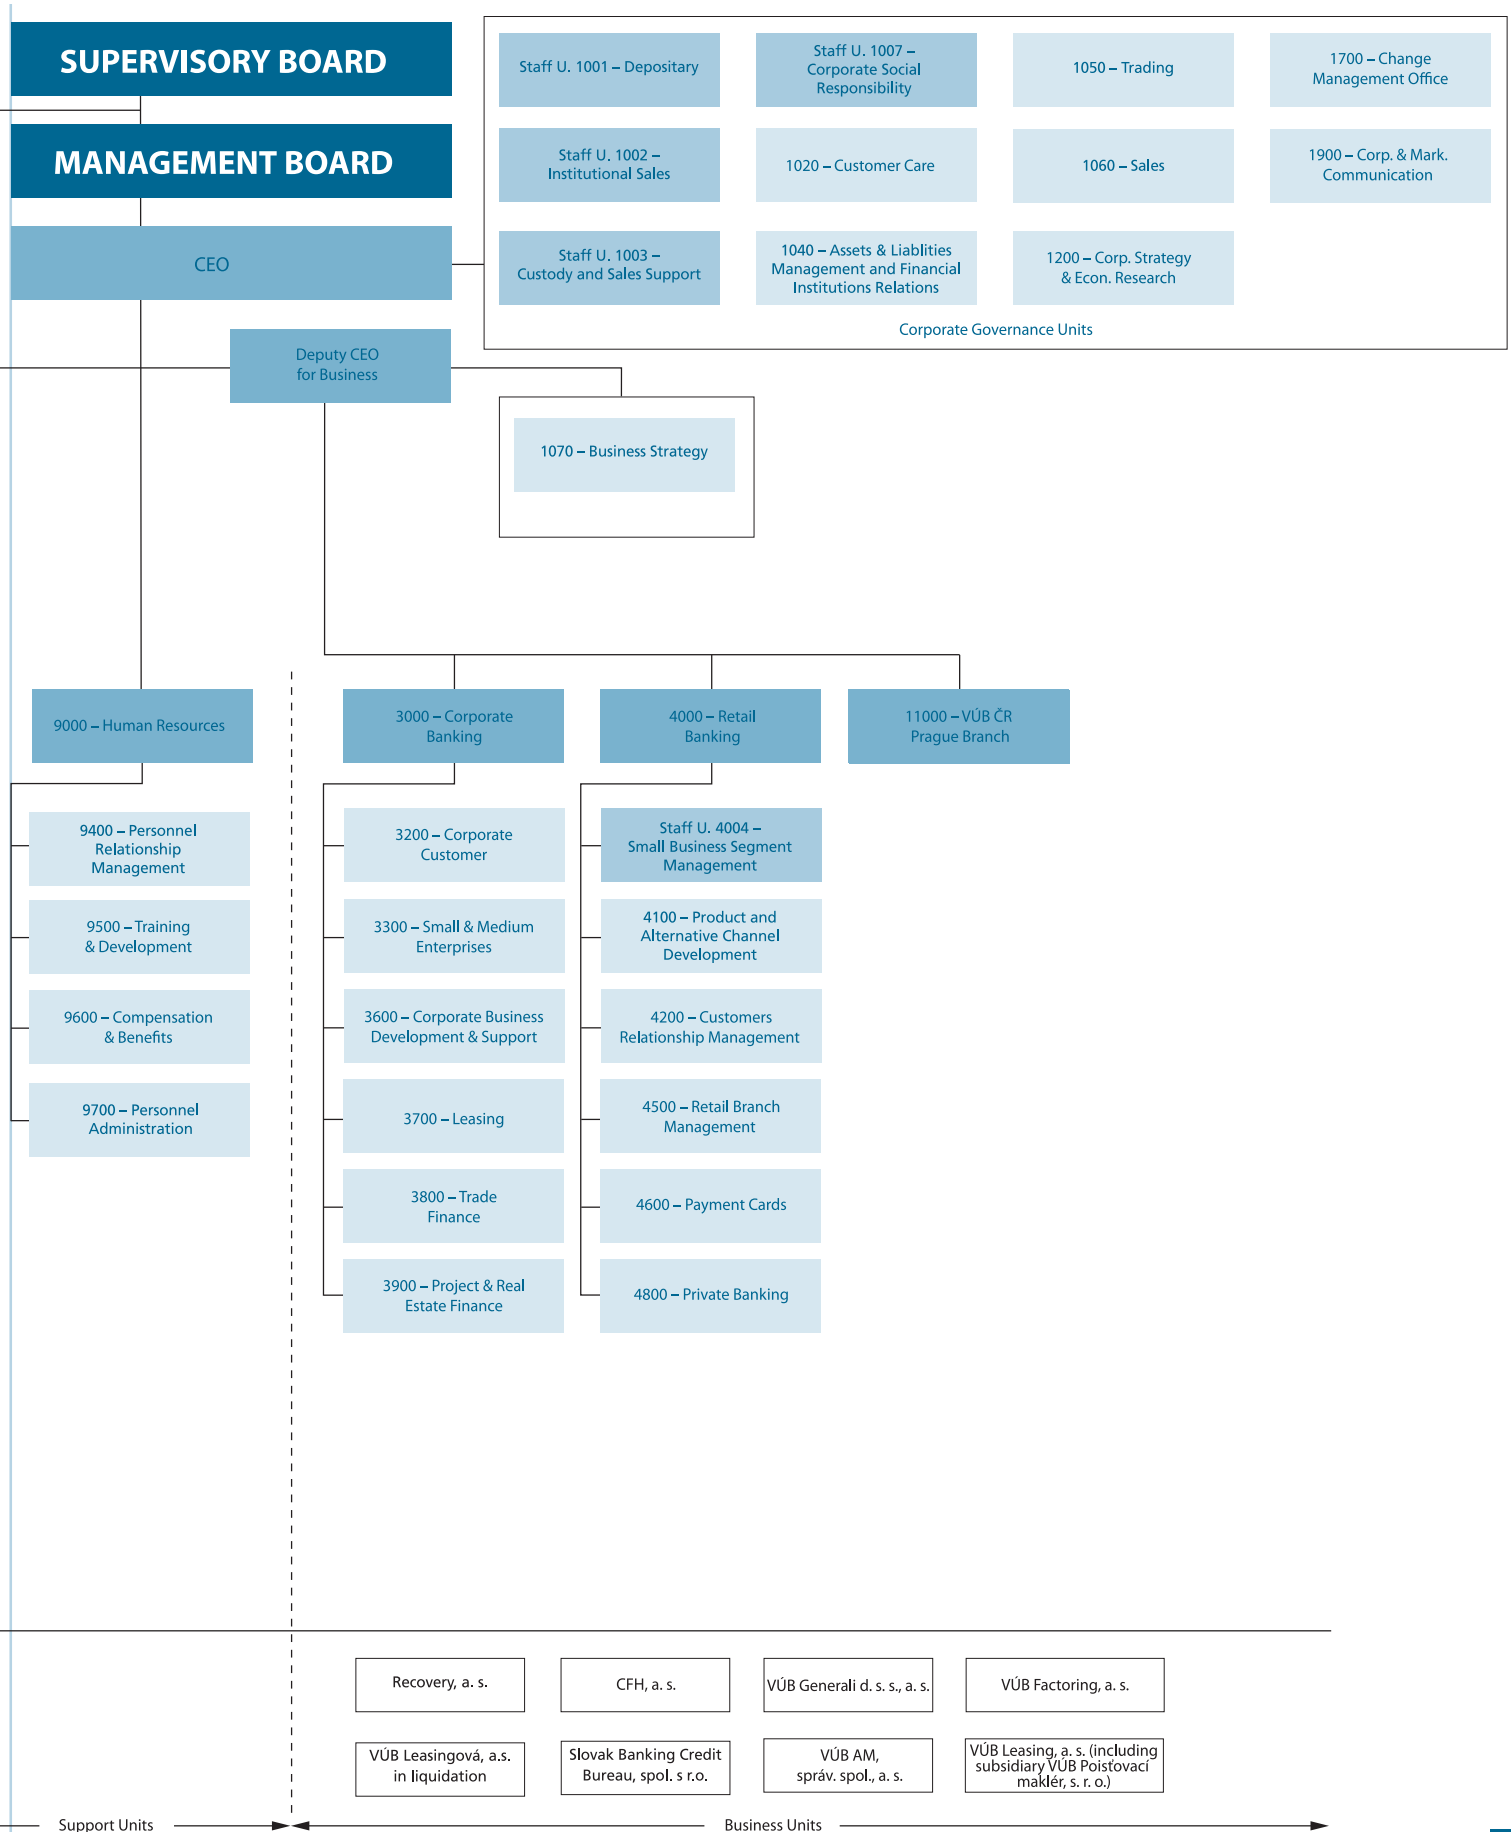 SUPERVISORY BOARD
MANAGEMENT BOARD
CEO
Deputy CEO
for Business
Staff U. 1001 – Depositary
Staff U. 1007 –
Corporate Social
Responsibility
1050 – Trading
1700 – Change
Management Office
Staff U. 1002 –
Institutional Sales
1020 – Customer Care
1060 – Sales
1900 – Corp. & Mark.
Communication
Staff U. 1003 –
Custody and Sales Support
1040 – Assets & Liablities
Management and Financial
Institutions Relations
1200 – Corp. Strategy
& Econ. Research
Corporate Governance Units
1070 – Business Strategy
9000 – Human Resources
3000 – Corporate
Banking
4000 – Retail
Banking
11000 – VÚB ČR
Prague Branch
9400 – Personnel
Relationship
Management
9500 – Training
& Development
9600 – Compensation
& Benefits
9700 – Personnel
Administration
3200 – Corporate
Customer
3300 – Small & Medium
Enterprises
3600 – Corporate Business
Development & Support
3700 – Leasing
3800 – Trade
Finance
3900 – Project & Real
Estate Finance
Staff U. 4004 –
Small Business Segment
Management
4100 – Product and
Alternative Channel
Development
4200 – Customers
Relationship Management
4500 – Retail Branch
Management
4600 – Payment Cards
4800 – Private Banking
Recovery, a. s.
CFH, a. s.
VÚB Generali d. s. s., a. s.
VÚB Factoring, a. s.
VÚB Leasingová, a.s.
in liquidation
Slovak Banking Credit
Bureau, spol. s r.o.
VÚB AM,
správ. spol., a. s.
VÚB Leasing, a. s. (including
subsidiary VÚB Poisťovací
maklér, s. r. o.)
Support Units
Business Units